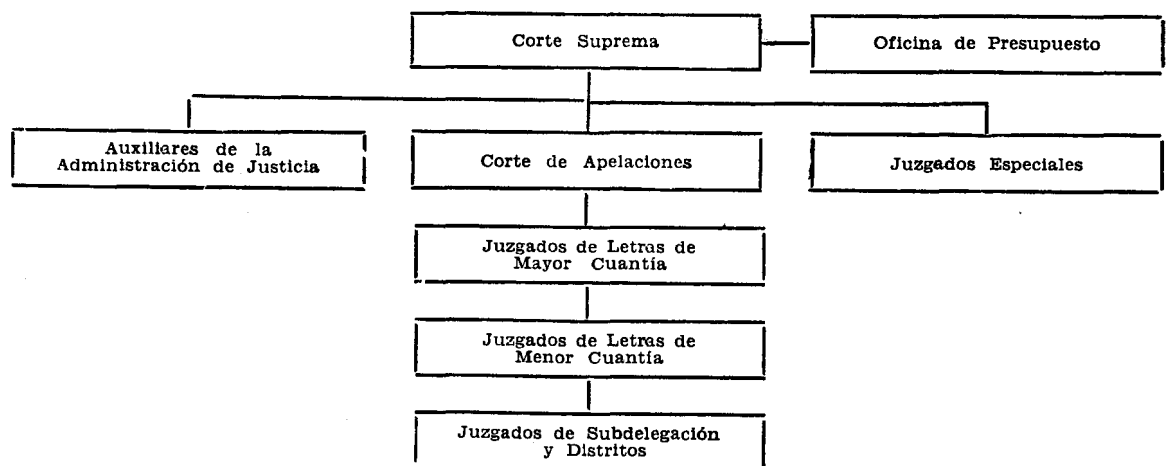 Corte Suprema
Oficina de Presupuesto
Auxiliares de la
Administración de Justicia
Corte de Apelaciones
Juzgados Especiales
Juzgados de Letras de
Mayor Cuantía
Juzgados de Letras de
Menor Cuantía
Juzgados de Subdelegación
y Distritos